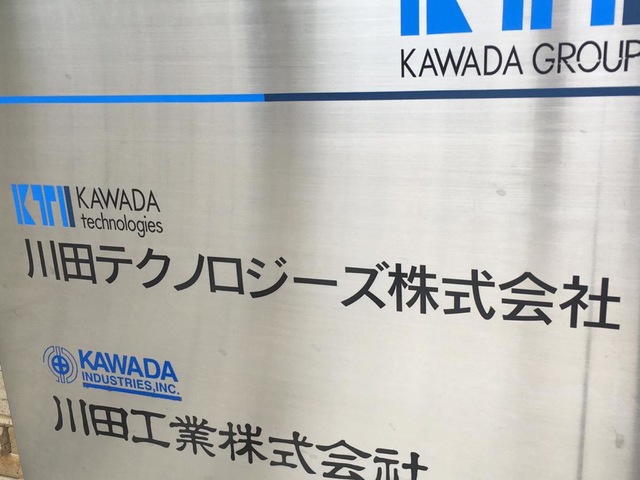 KTI
KAWADA GROUP
KTI KAWADA
technologies
川田テクノロジーズ株式会社
KAWADA
INDUSTRIES, INC.
川田工業株式会社